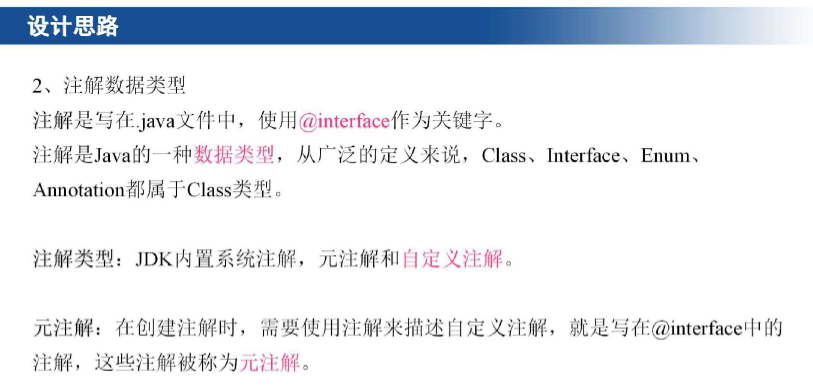 设计思路
2、注解数据类型
注解是写在.java文件中，使用@interface作为关键字。
注解是Java的一种数据类型，从广泛的定义来说，Class、Interface、Enum、
Annotation都属于Class类型。
注解类型：JDK内置系统注解，元注解和自定义注解。
元注解：在创建注解时，需要使用注解来描述自定义注解，就是写在@interface中的
注解，这些注解被称为元注解。